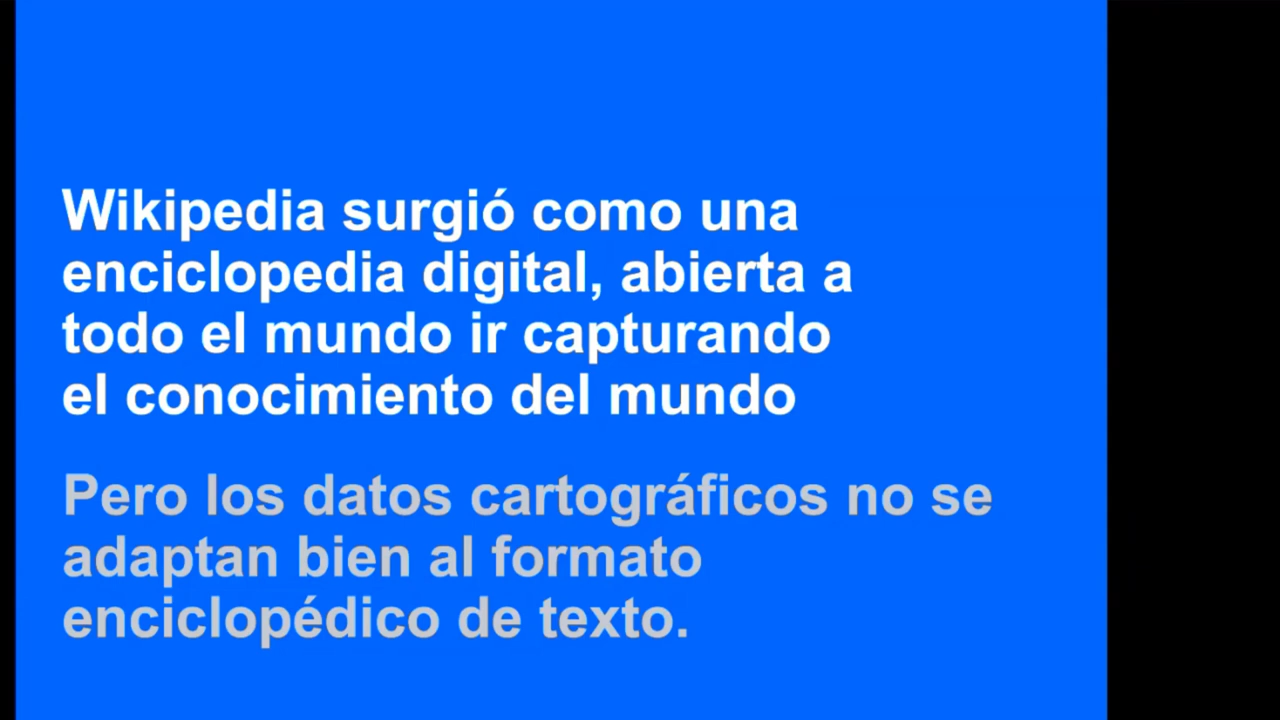 Wikipedia surgió como una
enciclopedia digital, abierta a
todo el mundo ir capturando
el conocimiento del mundo
Pero los datos cartográficos no se
adaptan bien al formato
enciclopédico de texto.